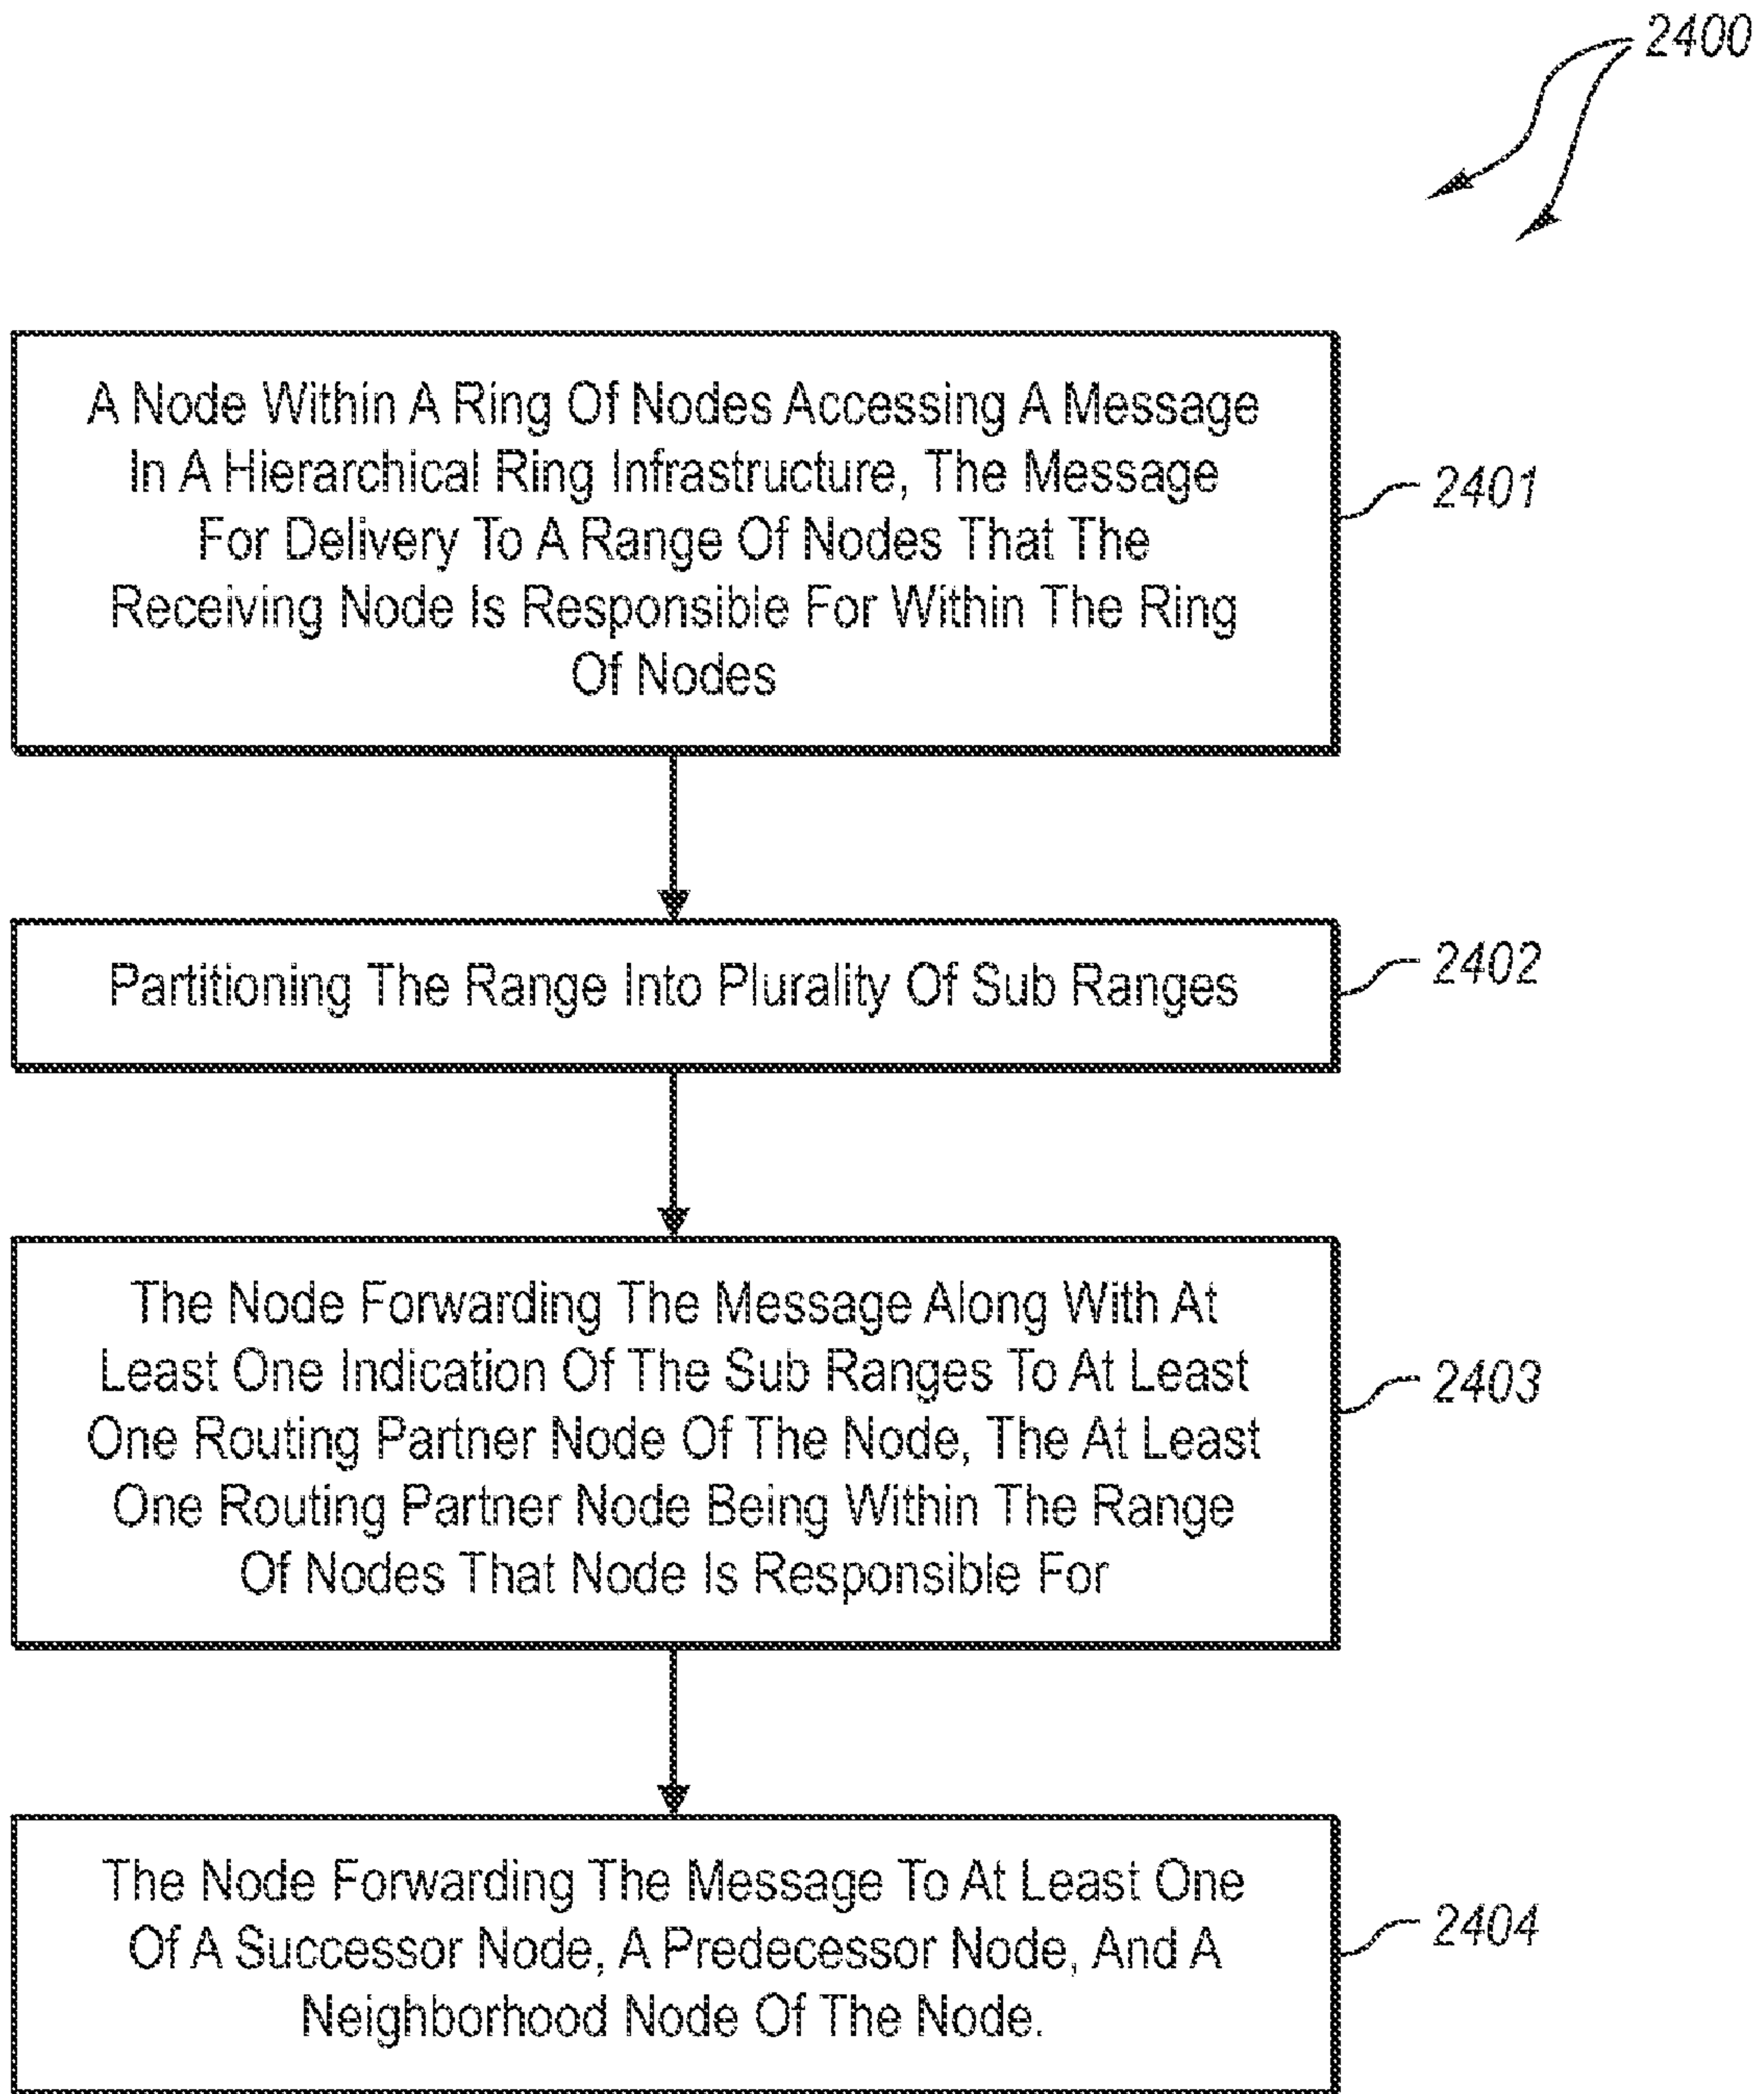 2400
A Node Within A Ring Of Nodes Accessing A Message
In A Hierarchical Ring Infrastructure, The Message
For Delivery To A Range Of Nodes That The
Receiving Node Is Responsible For Within The Ring
Of Nodes
2401
Partitioning The Range Into Plurality Of Sub Ranges
2402
The Node Forwarding The Message Along With At
Least One Indication Of The Sub Ranges To At Least
One Routing Partner Node Of The Node, The At Least
One Routing Partner Node Being Within The Range
Of Nodes That Node Is Responsible For
2403
The Node Forwarding The Message To At Least One
Of A Successor Node, A Predecessor Node, And A
Neighborhood Node Of The Node.
2404